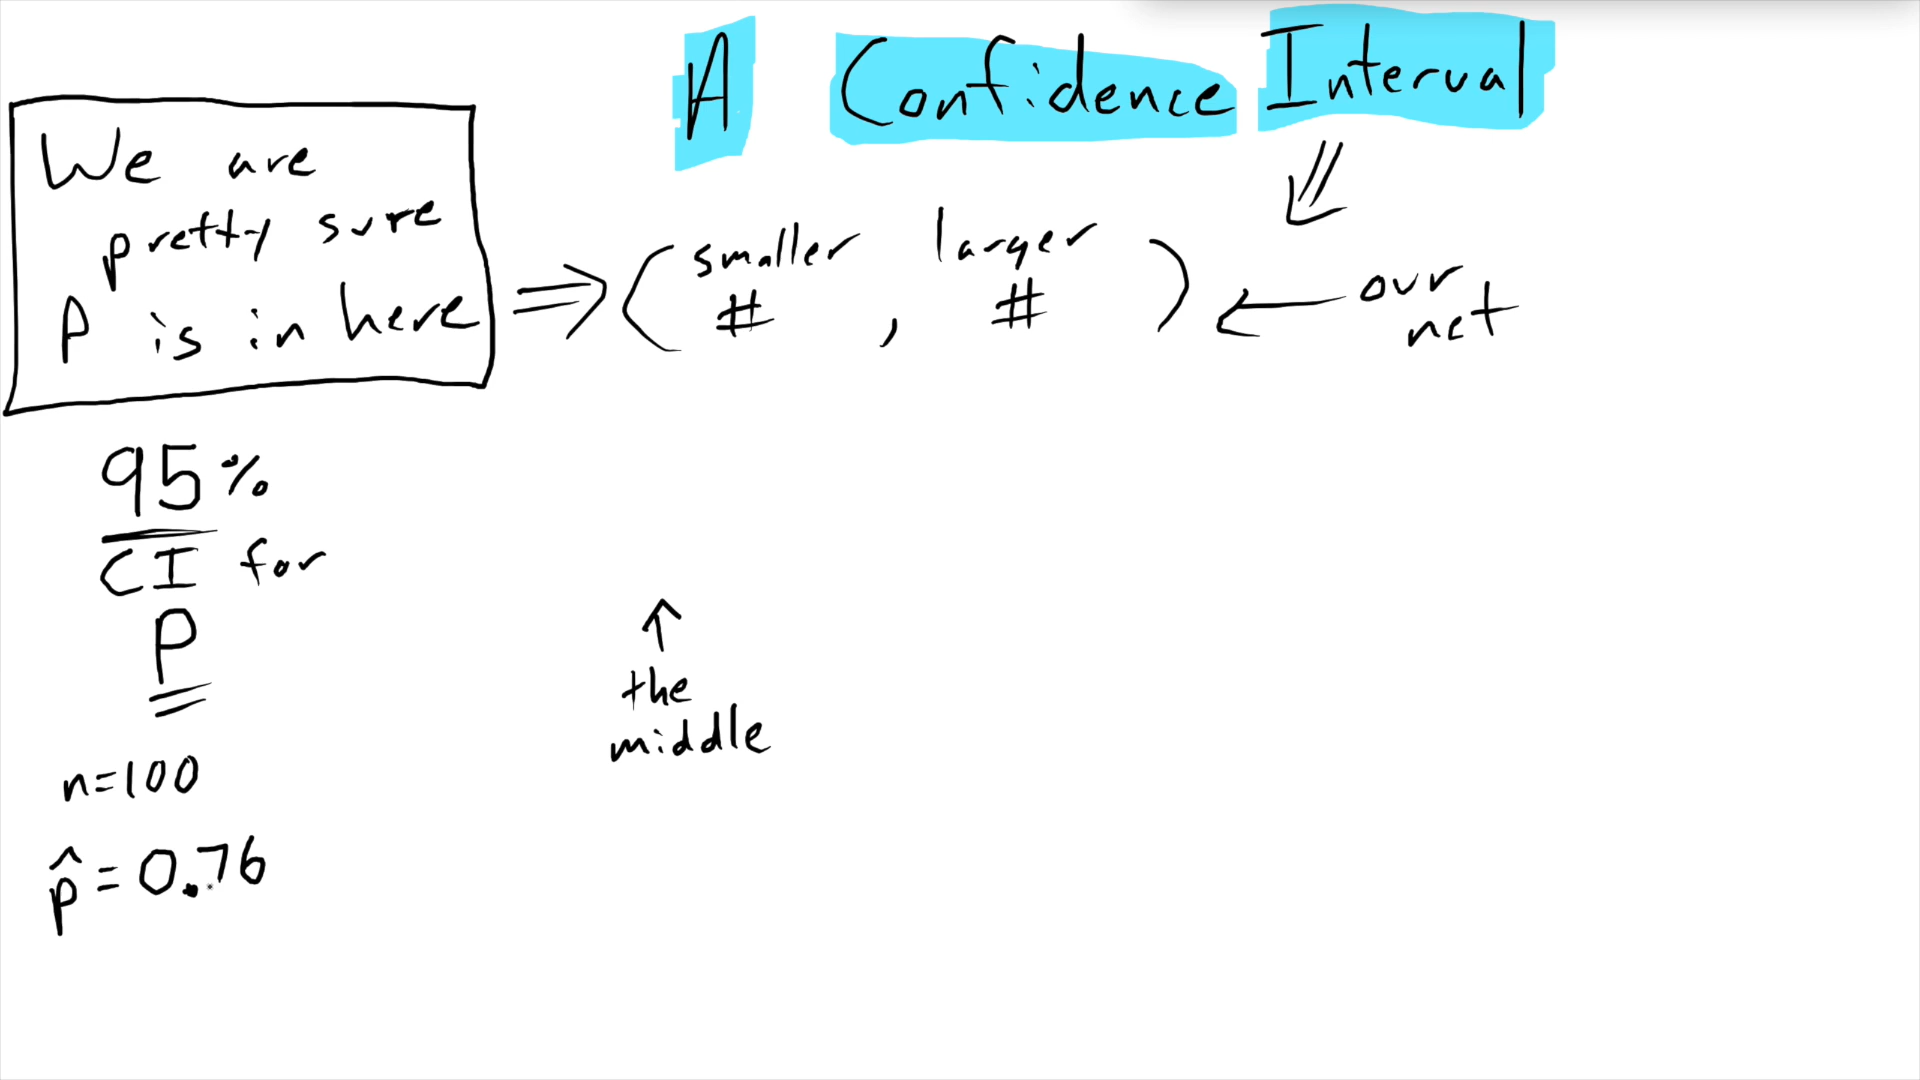 A Confidence Interval
We are
pretty sure
P is in here
⇒ ( smaller # , larger # ) ← our net
95%
CI for
P
↑
the
middle
n=100
p̂ = 0.76